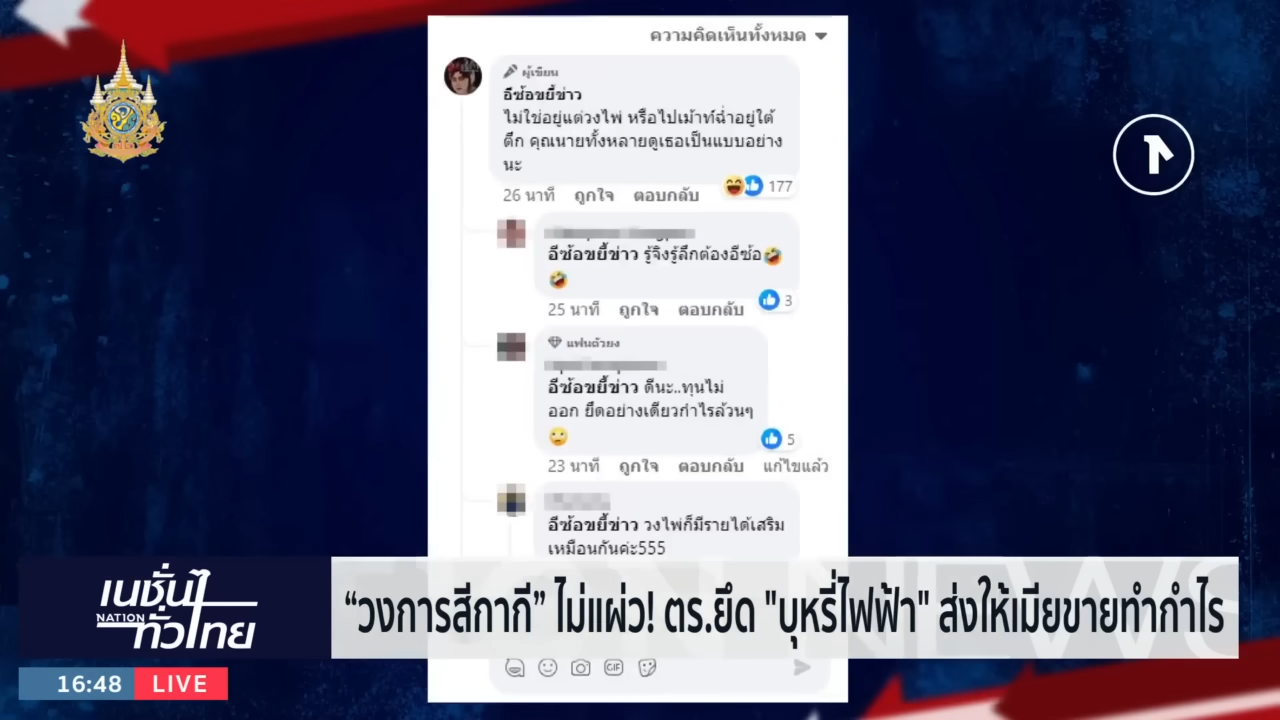 ความคิดเห็นทั้งหมด
ผู้เขียน
อีซ้อขยี้ข่าว
ไม่ใช่อยู่แต่วงไพ่ หรือไปเม้าท์ฉ่ำอยู่ใต้
ตึก คุณนายทั้งหลายดูเธอเป็นแบบอย่าง
นะ
26 นาที ถูกใจ ตอบกลับ 177
อีซ้อขยี้ข่าว รู้จิงรู้ลึกต้องอีซ้อ🤣
🤣
25 นาที ถูกใจ ตอบกลับ 3
แฟนตัวยง
อีซ้อขยี้ข่าว ดีนะ..ทุนไม่
ออก ยึดอย่างเดียวกำไรล้วนๆ
🙄 5
23 นาที ถูกใจ ตอบกลับ แก้ไขแล้ว
อีซ้อขยี้ข่าว วงไพ่ก็มีรายได้เสริม
เหมือนกันค่ะ555
เนชั่น
NATION
ทั่วไทย
“วงการสีกากี” ไม่แผ่ว! ตร.ยึด "บุหรี่ไฟฟ้า" ส่งให้เมียขายทำกำไร
16:48 LIVE
GIF